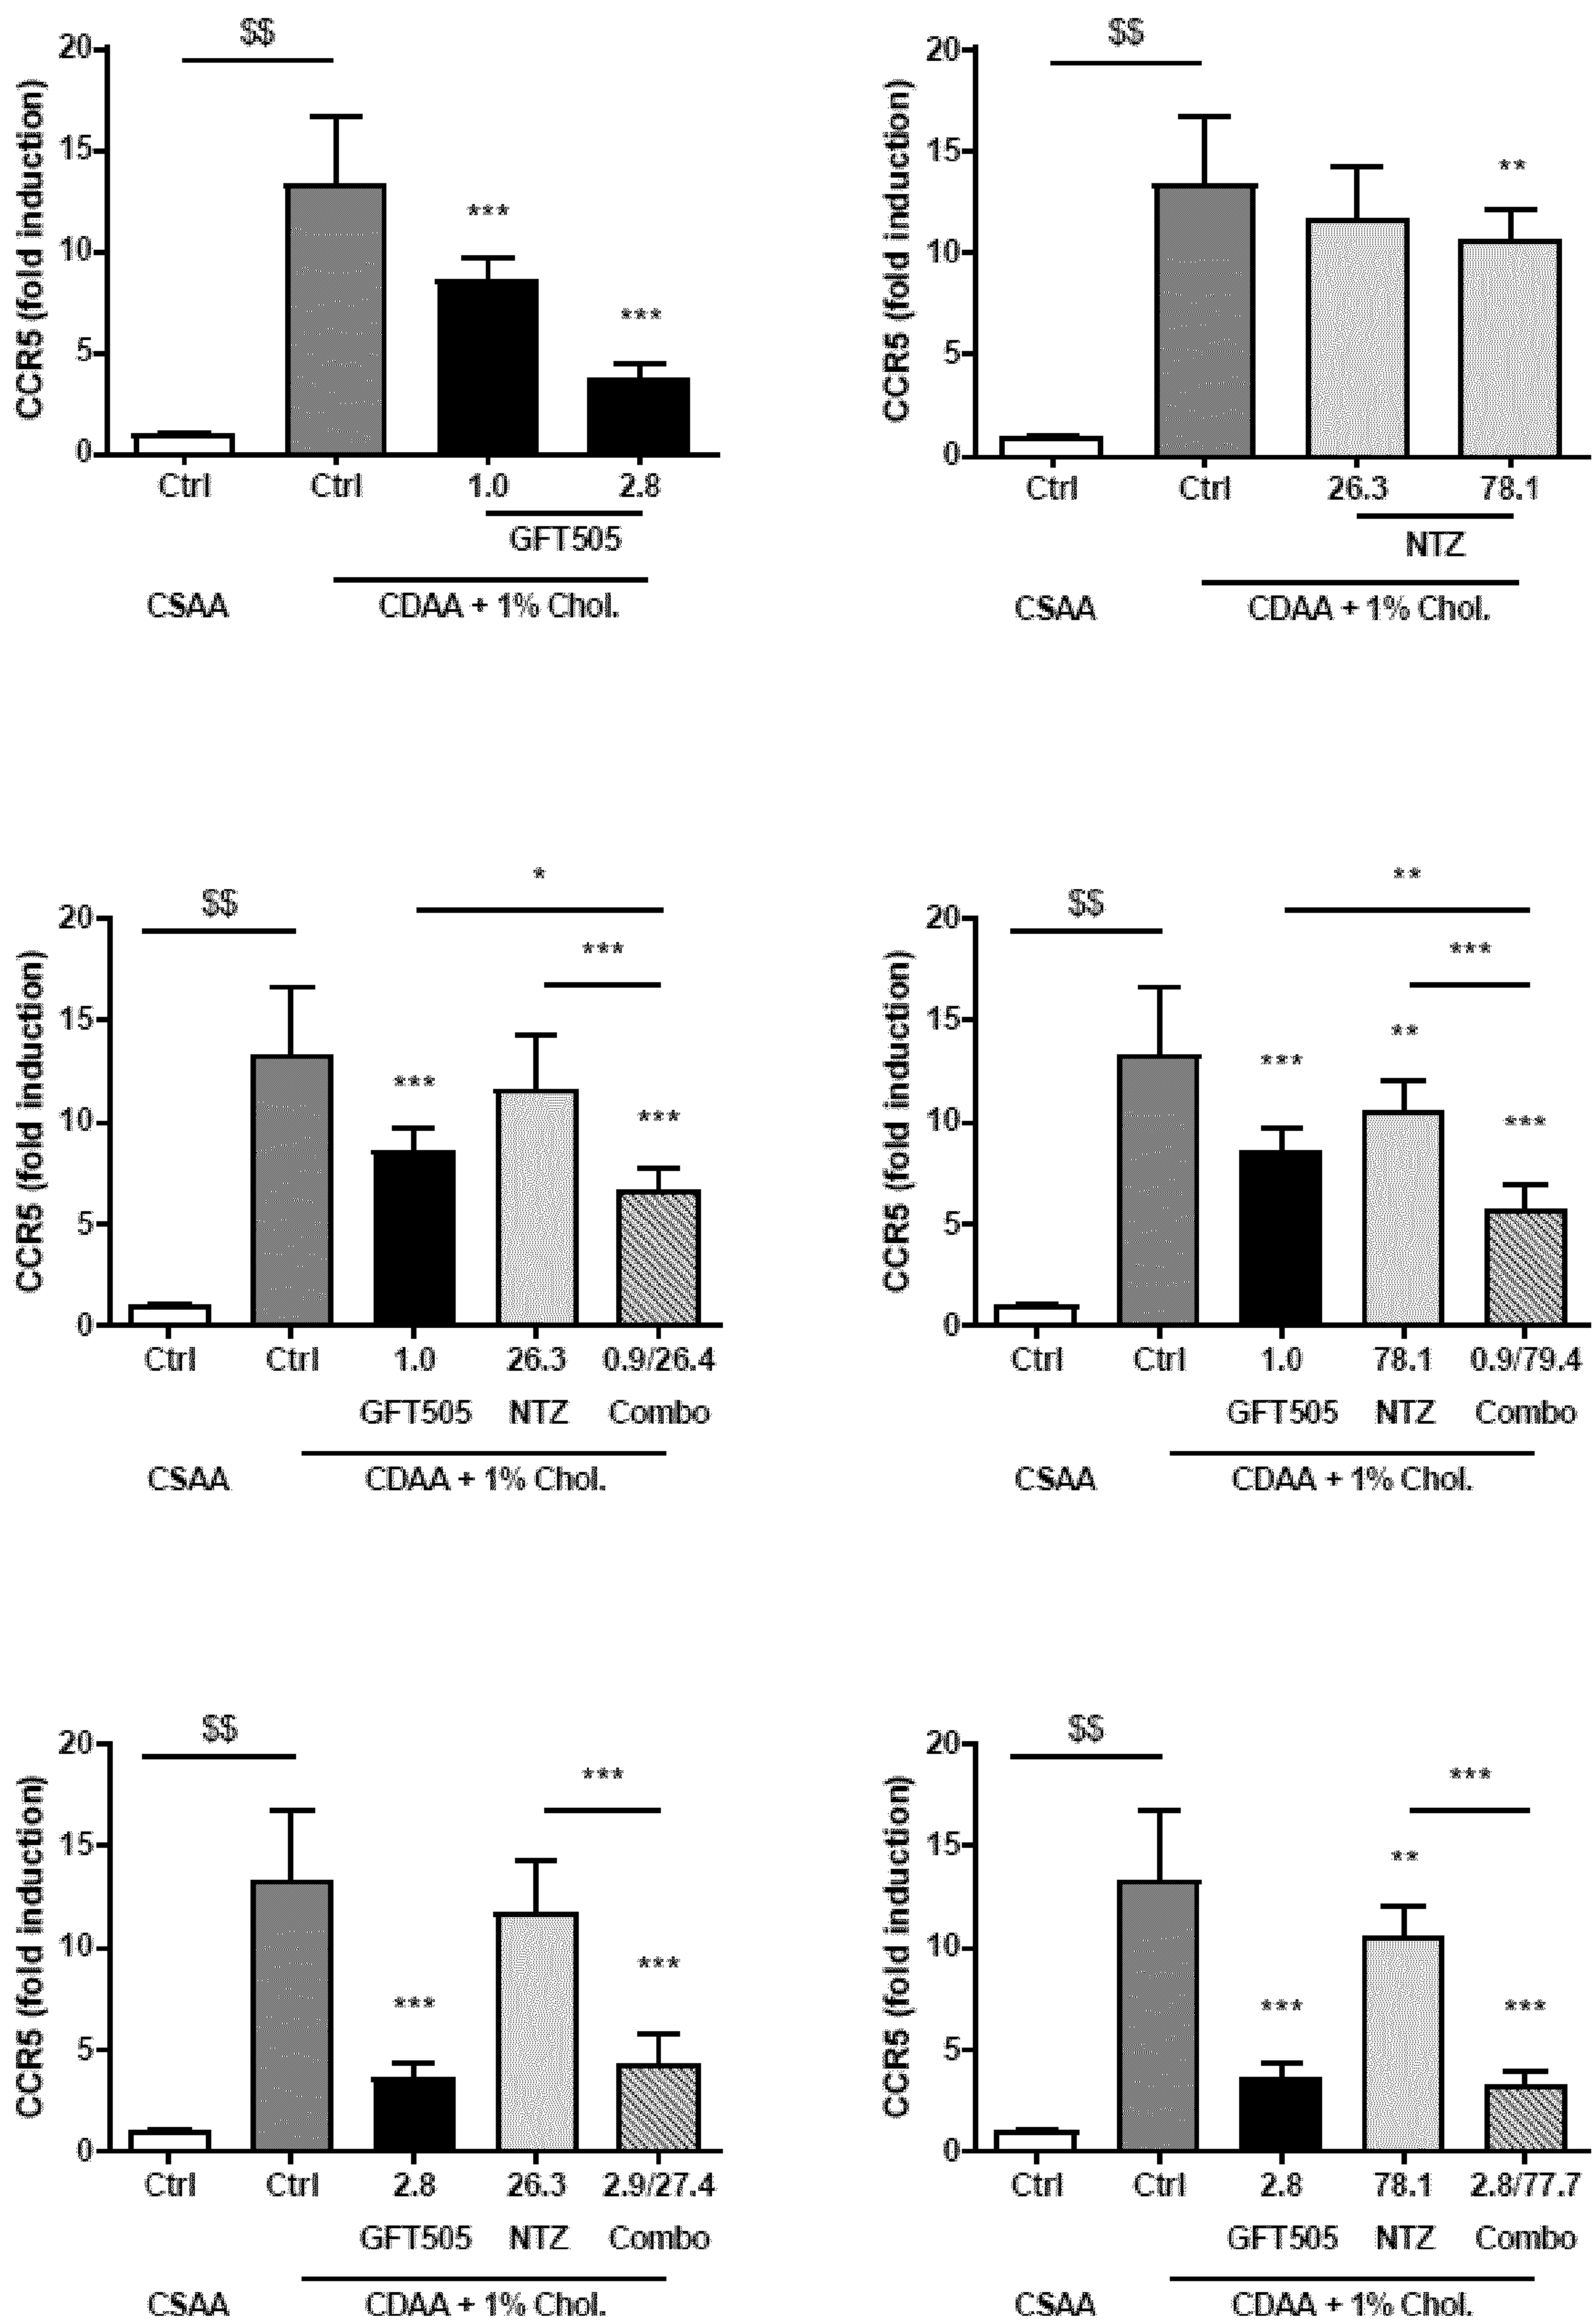 $$
20
15
10
5
0
CCR5 (fold induction)
***
***
Ctrl Ctrl 1.0 2.8
GFT505
CSAA CDAA + 1% Chol.
$$
20
15
10
5
0
CCR5 (fold induction)
**
Ctrl Ctrl 26.3 78.1
NTZ
CSAA CDAA + 1% Chol.
*
$$
***
20
15
10
5
0
CCR5 (fold induction)
***
***
Ctrl Ctrl 1.0 26.3 0.9/26.4
GFT505 NTZ Combo
CSAA CDAA + 1% Chol.
**
$$
***
20
15
10
5
0
CCR5 (fold induction)
***
**
***
Ctrl Ctrl 1.0 78.1 0.9/79.4
GFT505 NTZ Combo
CSAA CDAA + 1% Chol.
$$
***
20
15
10
5
0
CCR5 (fold induction)
***
***
Ctrl Ctrl 2.8 26.3 2.9/27.4
GFT505 NTZ Combo
CSAA CDAA + 1% Chol.
$$
***
20
15
10
5
0
CCR5 (fold induction)
***
**
***
Ctrl Ctrl 2.8 78.1 2.8/77.7
GFT505 NTZ Combo
CSAA CDAA + 1% Chol.